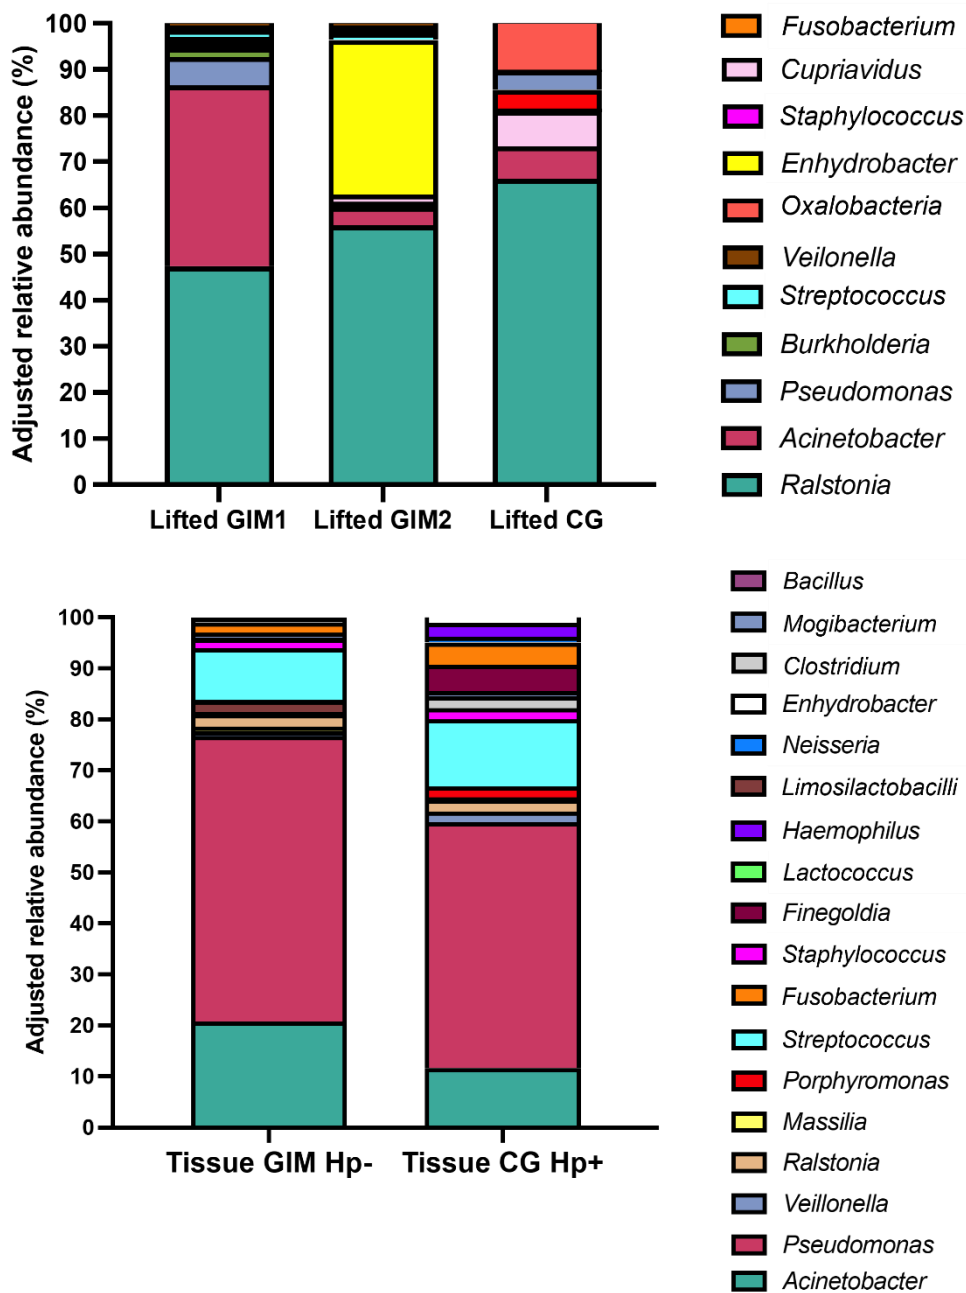 Adjusted relative abundance (%)
100
90
80
70
60
50
40
30
20
10
0
Lifted GIM1 Lifted GIM2 Lifted CG
Fusobacterium
Cupriavidus
Staphylococcus
Enhydrobacter
Oxalobacteria
Veilonella
Streptococcus
Burkholderia
Pseudomonas
Acinetobacter
Ralstonia
Adjusted relative abundance (%)
100
90
80
70
60
50
40
30
20
10
0
Tissue GIM Hp- Tissue CG Hp+
Bacillus
Mogibacterium
Clostridium
Enhydrobacter
Neisseria
Limosilactobacilli
Haemophilus
Lactococcus
Finegoldia
Staphylococcus
Fusobacterium
Streptococcus
Porphyromonas
Massilia
Ralstonia
Veillonella
Pseudomonas
Acinetobacter